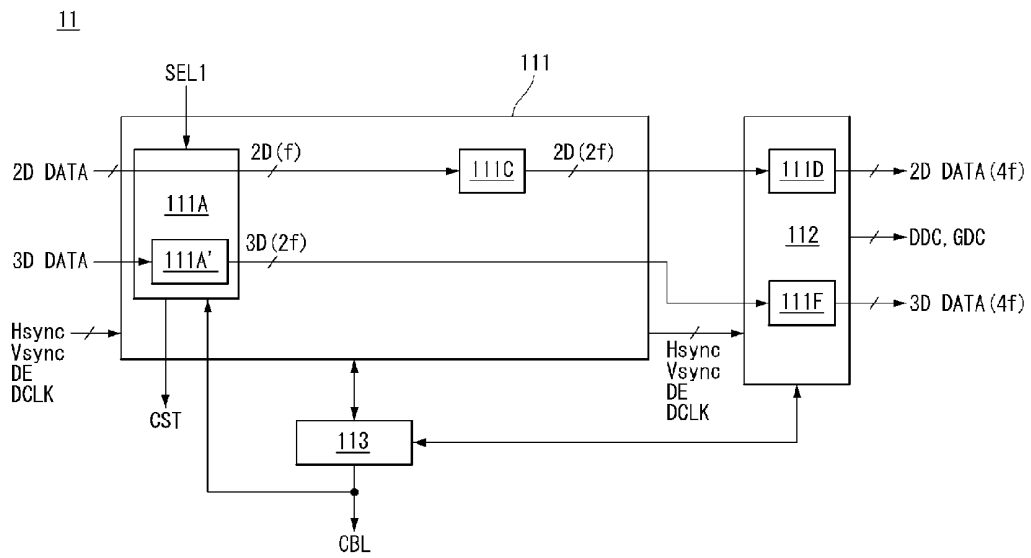 11
SEL1
111
2D DATA
2D(f)
111C
2D(2f)
111D
2D DATA(4f)
111A
112
DDC, GDC
3D DATA
111A'
3D(2f)
111F
3D DATA(4f)
Hsync
Vsync
DE
DCLK
Hsync
Vsync
DE
DCLK
CST
113
CBL